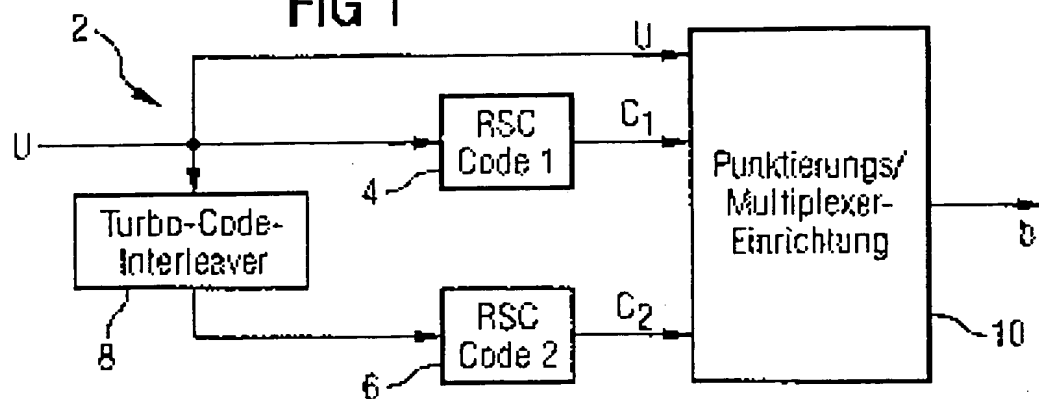 FIG 1
2
U
U
RSC
Code 1
C1
4
Punktierungs/
Multiplexer-
Einrichtung
b
Turbo-Code-
Interleaver
8
RSC
Code 2
C2
6
10